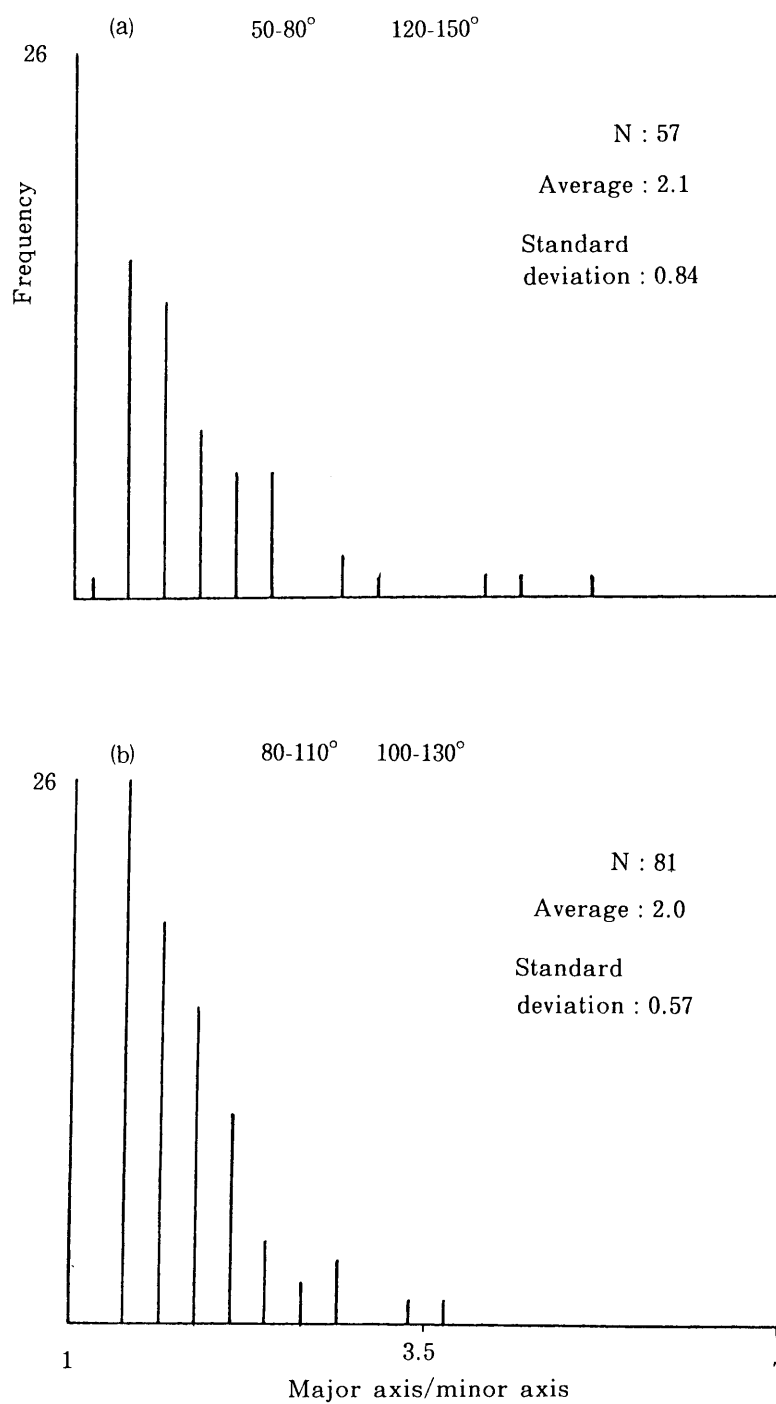 (a) 50-80° 120-150°
26
N : 57
Average : 2.1
Standard
deviation : 0.84
Frequency
(b) 80-110° 100-130°
26
N : 81
Average : 2.0
Standard
deviation : 0.57
1 3.5
Major axis/minor axis